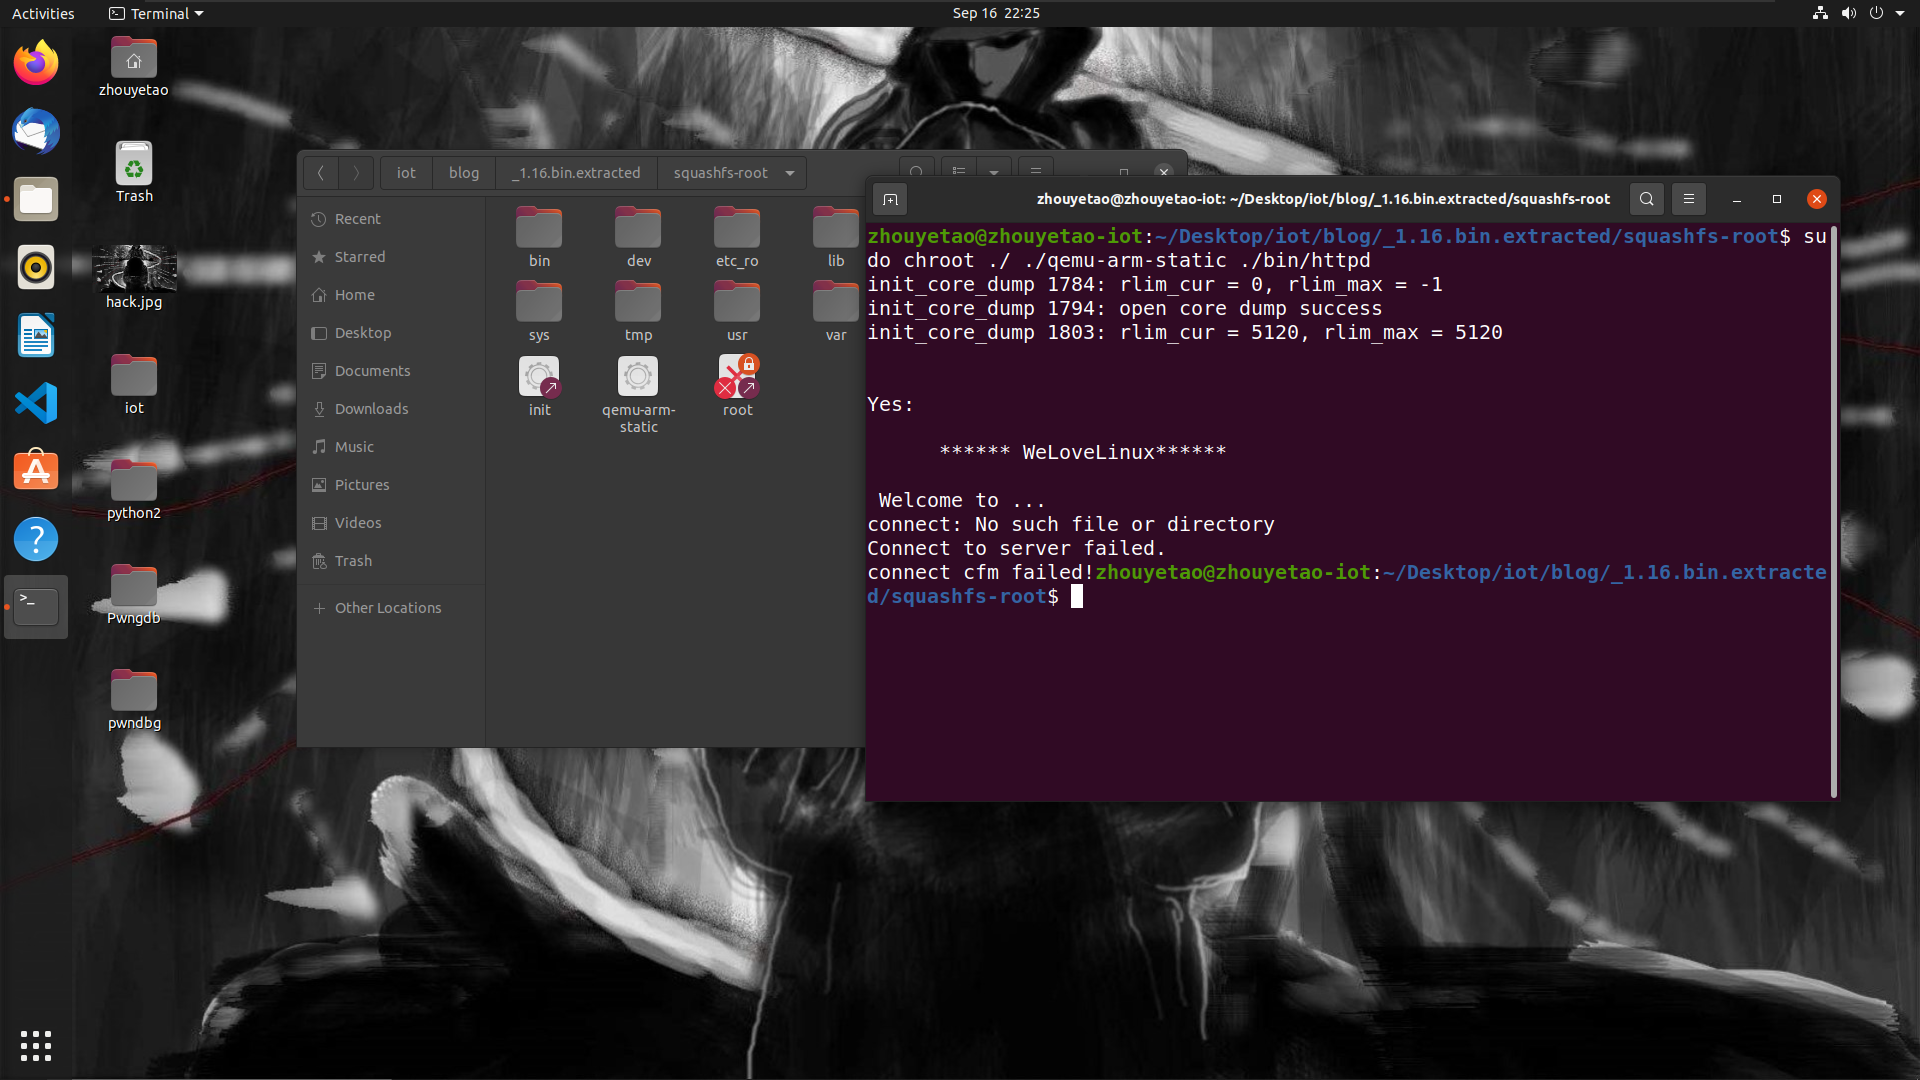 Activities
Terminal
Sep 16 22:25
zhouyetao
Trash
hack.jpg
iot
python2
Pwngdb
pwndbg
iot
blog
_1.16.bin.extracted
squashfs-root
Recent
Starred
Home
Desktop
Documents
Downloads
Music
Pictures
Videos
Trash
Other Locations
bin
dev
etc_ro
lib
sys
tmp
usr
var
init
qemu-arm-
static
root
zhouyetao@zhouyetao-iot: ~/Desktop/iot/blog/_1.16.bin.extracted/squashfs-root
zhouyetao@zhouyetao-iot:~/Desktop/iot/blog/_1.16.bin.extracted/squashfs-root$ su
do chroot ./ ./qemu-arm-static ./bin/httpd
init_core_dump 1784: rlim_cur = 0, rlim_max = -1
init_core_dump 1794: open core dump success
init_core_dump 1803: rlim_cur = 5120, rlim_max = 5120
Yes:
****** WeLoveLinux******
Welcome to ...
connect: No such file or directory
Connect to server failed.
connect cfm failed!zhouyetao@zhouyetao-iot:~/Desktop/iot/blog/_1.16.bin.extracte
d/squashfs-root$